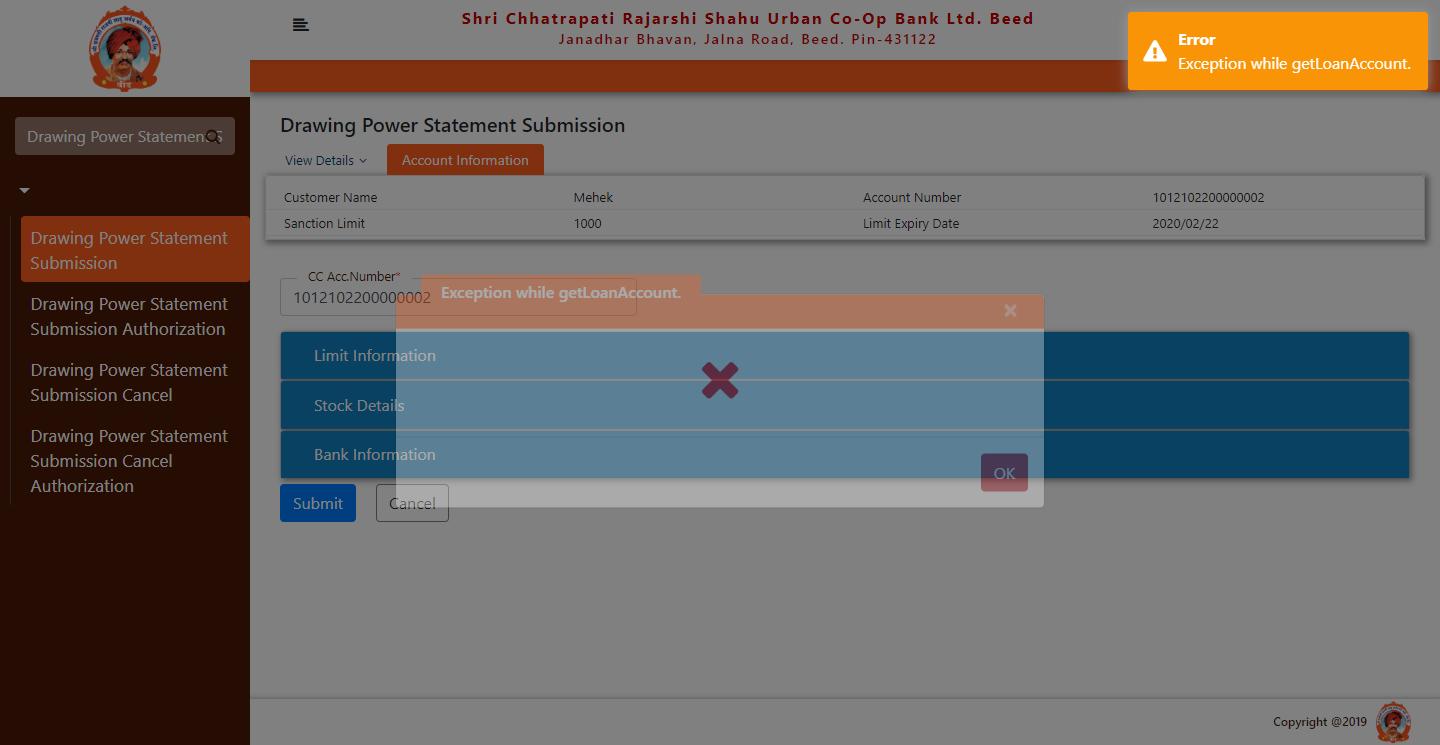 Shri Chhatrapati Rajarshi Shahu Urban Co-Op Bank Ltd. Beed
Janadhar Bhavan, Jalna Road, Beed. Pin-431122
Error
Exception while getLoanAccount.
Drawing Power Statement S
Drawing Power Statement
Submission
Drawing Power Statement
Submission Authorization
Drawing Power Statement
Submission Cancel
Drawing Power Statement
Submission Cancel
Authorization
Drawing Power Statement Submission
View Details
Account Information
Customer Name Mehek Account Number 1012102200000002
Sanction Limit 1000 Limit Expiry Date 2020/02/22
CC Acc.Number*
1012102200000002
Exception while getLoanAccount.
Limit Information
Stock Details
Bank Information
OK
Submit Cancel
Copyright @2019